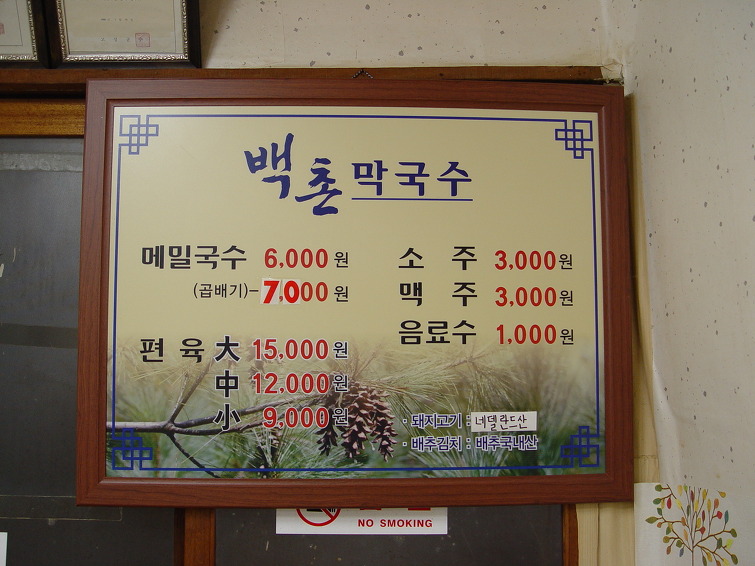 백촌막국수
메밀국수 6,000원
(곱배기)-7,000원
편육 大 15,000원
中 12,000원
小 9,000원
소주 3,000원
맥주 3,000원
음료수 1,000원
· 돼지고기 : 네델란드산
· 배추김치 : 배추국내산
NO SMOKING